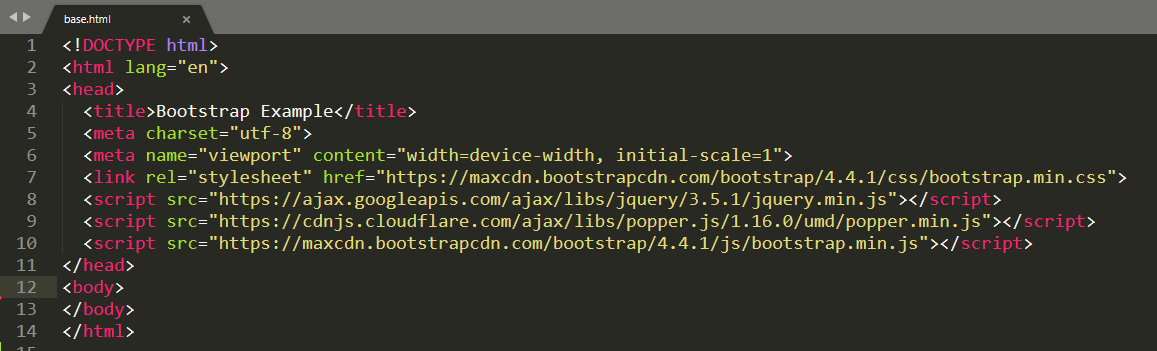 base.html ×
1 <!DOCTYPE html>
2 <html lang="en">
3 <head>
4   <title>Bootstrap Example</title>
5   <meta charset="utf-8">
6   <meta name="viewport" content="width=device-width, initial-scale=1">
7   <link rel="stylesheet" href="https://maxcdn.bootstrapcdn.com/bootstrap/4.4.1/css/bootstrap.min.css">
8   <script src="https://ajax.googleapis.com/ajax/libs/jquery/3.5.1/jquery.min.js"></script>
9   <script src="https://cdnjs.cloudflare.com/ajax/libs/popper.js/1.16.0/umd/popper.min.js"></script>
10   <script src="https://maxcdn.bootstrapcdn.com/bootstrap/4.4.1/js/bootstrap.min.js"></script>
11 </head>
12 <body>
13 </body>
14 </html>
15